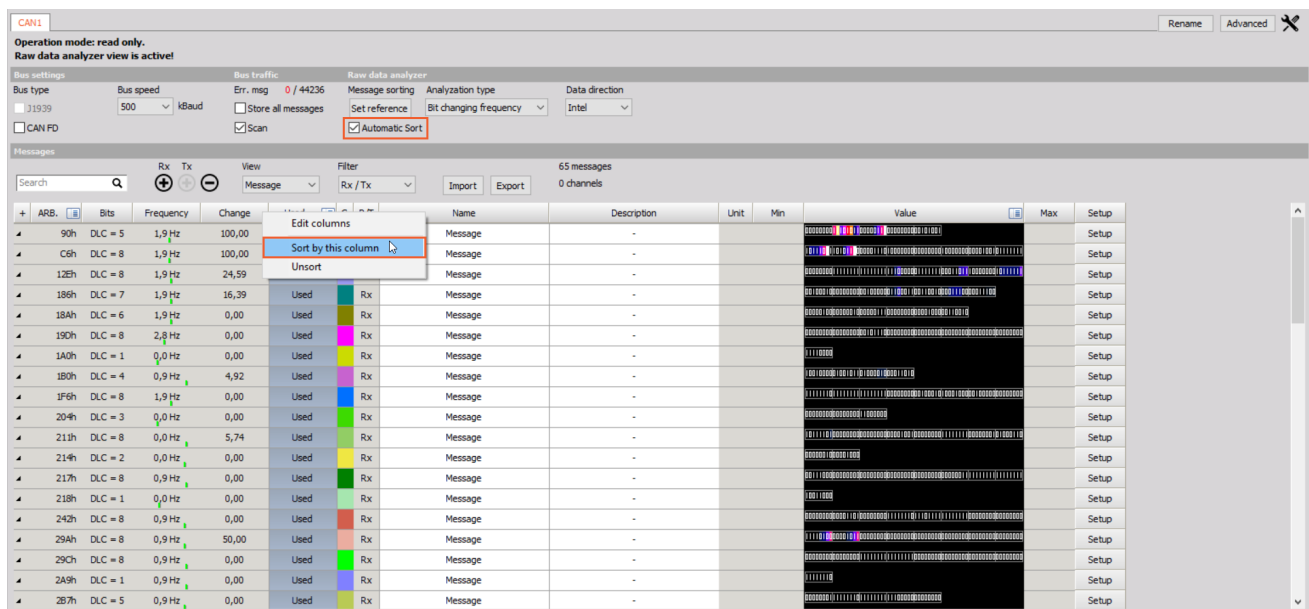 CAN1
Rename
Advanced
Operation mode: read only.
Raw data analyzer view is active!
Bus settings
Bus traffic
Raw data analyzer
Bus type
Bus speed
Err. msg 0 / 44236
Message sorting
Analyzation type
Data direction
J1939
500
kBaud
Store all messages
Set reference
Bit changing frequency
Intel
CAN FD
Scan
Automatic Sort
Messages
Rx Tx
View
Filter
65 messages
Search
Message
Rx / Tx
Import
Export
0 channels
+ ARB. Bits Frequency Change Name Description Unit Min Value Max Setup
Edit columns
Sort by this column
Unsort
90h DLC = 5 1,9 Hz 100,00 Message - Setup
C6h DLC = 8 1,9 Hz 100,00 Message - Setup
12Eh DLC = 8 1,9 Hz 24,59 Message - Setup
186h DLC = 7 1,9 Hz 16,39 Used Rx Message - Setup
18Ah DLC = 6 1,9 Hz 0,00 Used Rx Message - Setup
19Dh DLC = 8 2,8 Hz 0,00 Used Rx Message - Setup
1A0h DLC = 1 0,0 Hz 0,00 Used Rx Message - Setup
1B0h DLC = 4 0,9 Hz 4,92 Used Rx Message - Setup
1F6h DLC = 8 1,9 Hz 0,00 Used Rx Message - Setup
204h DLC = 3 0,0 Hz 0,00 Used Rx Message - Setup
211h DLC = 8 0,0 Hz 5,74 Used Rx Message - Setup
214h DLC = 2 0,0 Hz 0,00 Used Rx Message - Setup
217h DLC = 8 0,9 Hz 0,00 Used Rx Message - Setup
218h DLC = 1 0,0 Hz 0,00 Used Rx Message - Setup
242h DLC = 8 0,9 Hz 0,00 Used Rx Message - Setup
29Ah DLC = 8 0,9 Hz 50,00 Used Rx Message - Setup
29Ch DLC = 8 0,9 Hz 0,00 Used Rx Message - Setup
2A9h DLC = 1 0,9 Hz 0,00 Used Rx Message - Setup
2B7h DLC = 5 0,9 Hz 0,00 Used Rx Message - Setup